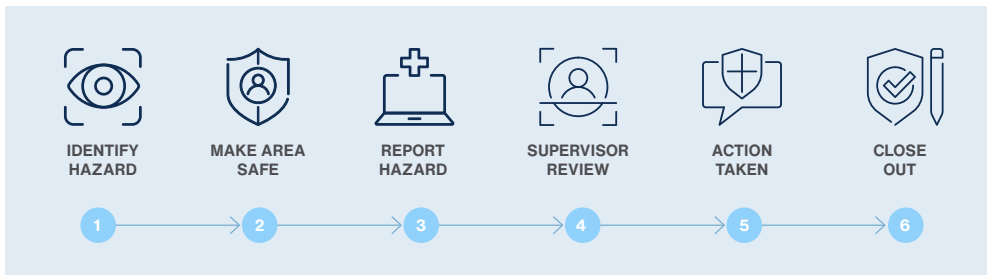 IDENTIFY
HAZARD
MAKE AREA
SAFE
REPORT
HAZARD
SUPERVISOR
REVIEW
ACTION
TAKEN
CLOSE
OUT
1
2
3
4
5
6